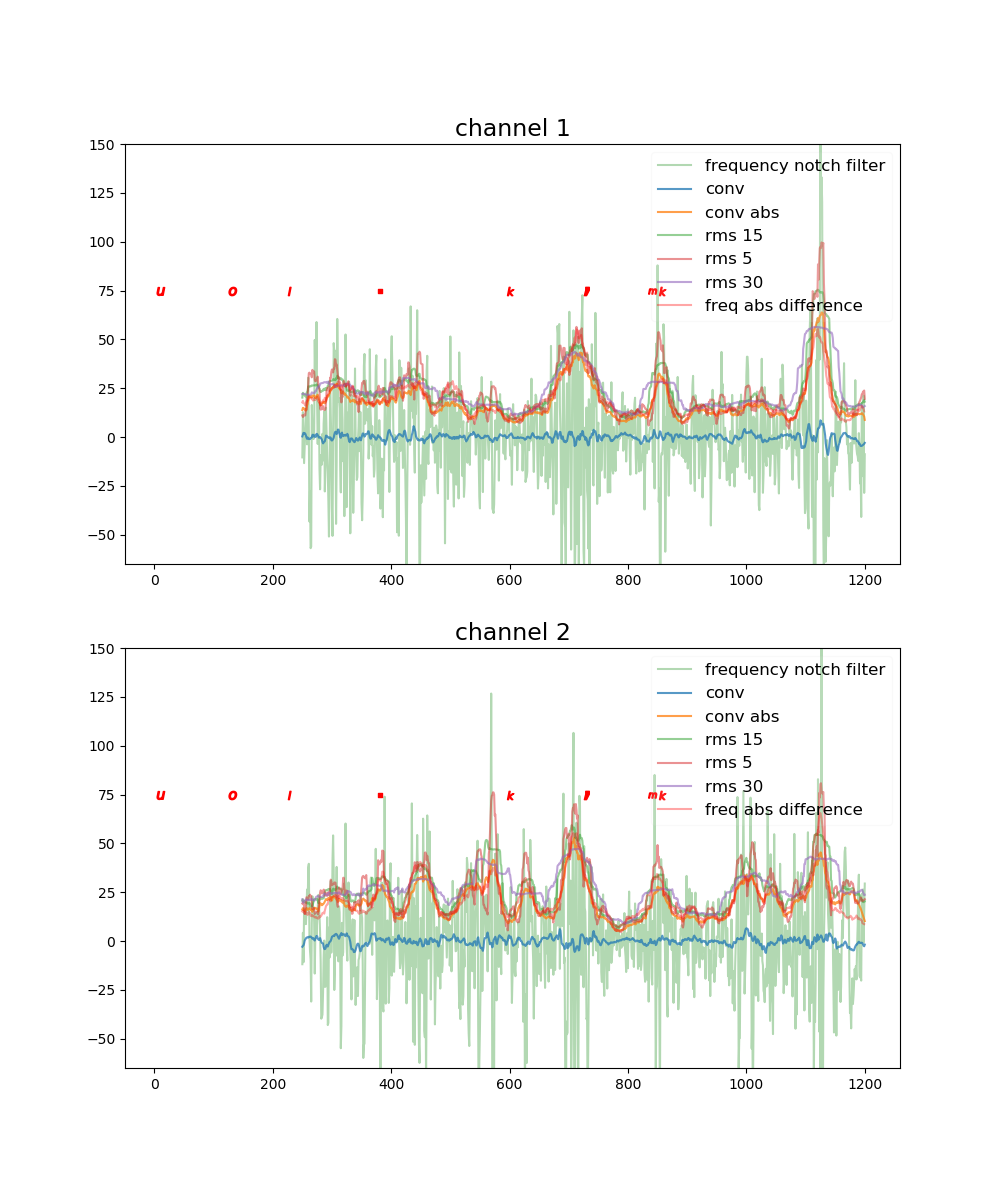 channel 1
150
125
100
75
50
25
0
−25
−50
frequency notch filter
conv
conv abs
rms 15
rms 5
rms 30
freq abs difference
u o l . k m k
0 200 400 600 800 1000 1200
channel 2
150
125
100
75
50
25
0
−25
−50
frequency notch filter
conv
conv abs
rms 15
rms 5
rms 30
freq abs difference
u o l . k m k
0 200 400 600 800 1000 1200